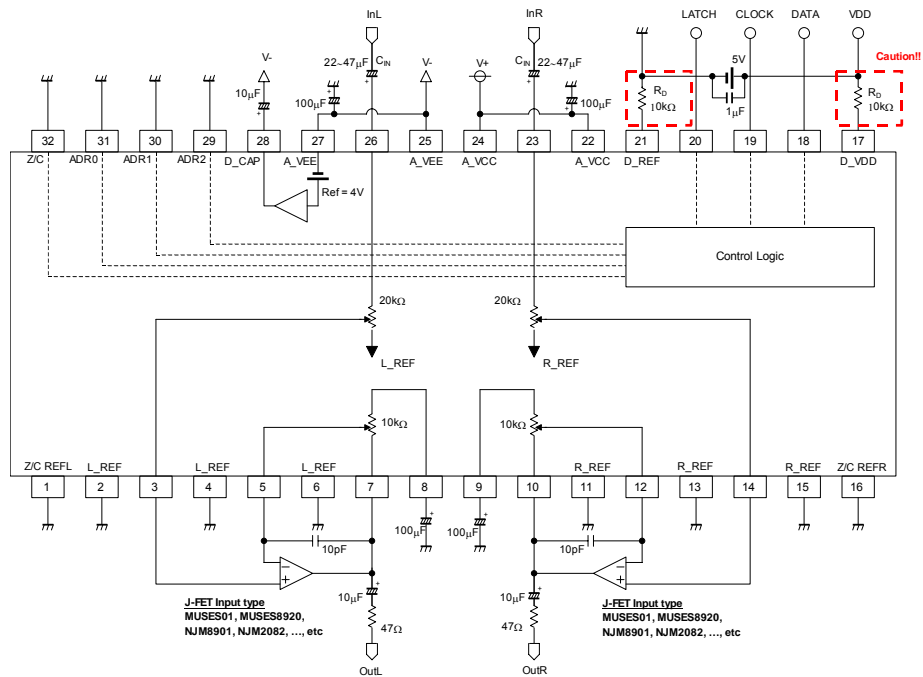 InL
InR
LATCH
CLOCK
DATA
VDD
V-
22~47μF
CIN
V-
V+
CIN
22~47μF
5V
Caution!!
10μF
100μF
100μF
RD
10kΩ
1μF
RD
10kΩ
32
31
30
29
28
27
26
25
24
23
22
21
20
19
18
17
Z/C
ADR0
ADR1
ADR2
D_CAP
A_VEE
A_VEE
A_VCC
A_VCC
D_REF
D_VDD
Ref = 4V
Control Logic
20kΩ
20kΩ
L_REF
R_REF
10kΩ
10kΩ
Z/C REFL
L_REF
L_REF
L_REF
R_REF
R_REF
R_REF
Z/C REFR
1
2
3
4
5
6
7
8
9
10
11
12
13
14
15
16
100μF
100μF
10pF
10pF
10μF
10μF
J-FET Input type
MUSES01, MUSES8920,
NJM8901, NJM2082, …, etc
J-FET Input type
MUSES01, MUSES8920,
NJM8901, NJM2082, …, etc
47Ω
47Ω
OutL
OutR